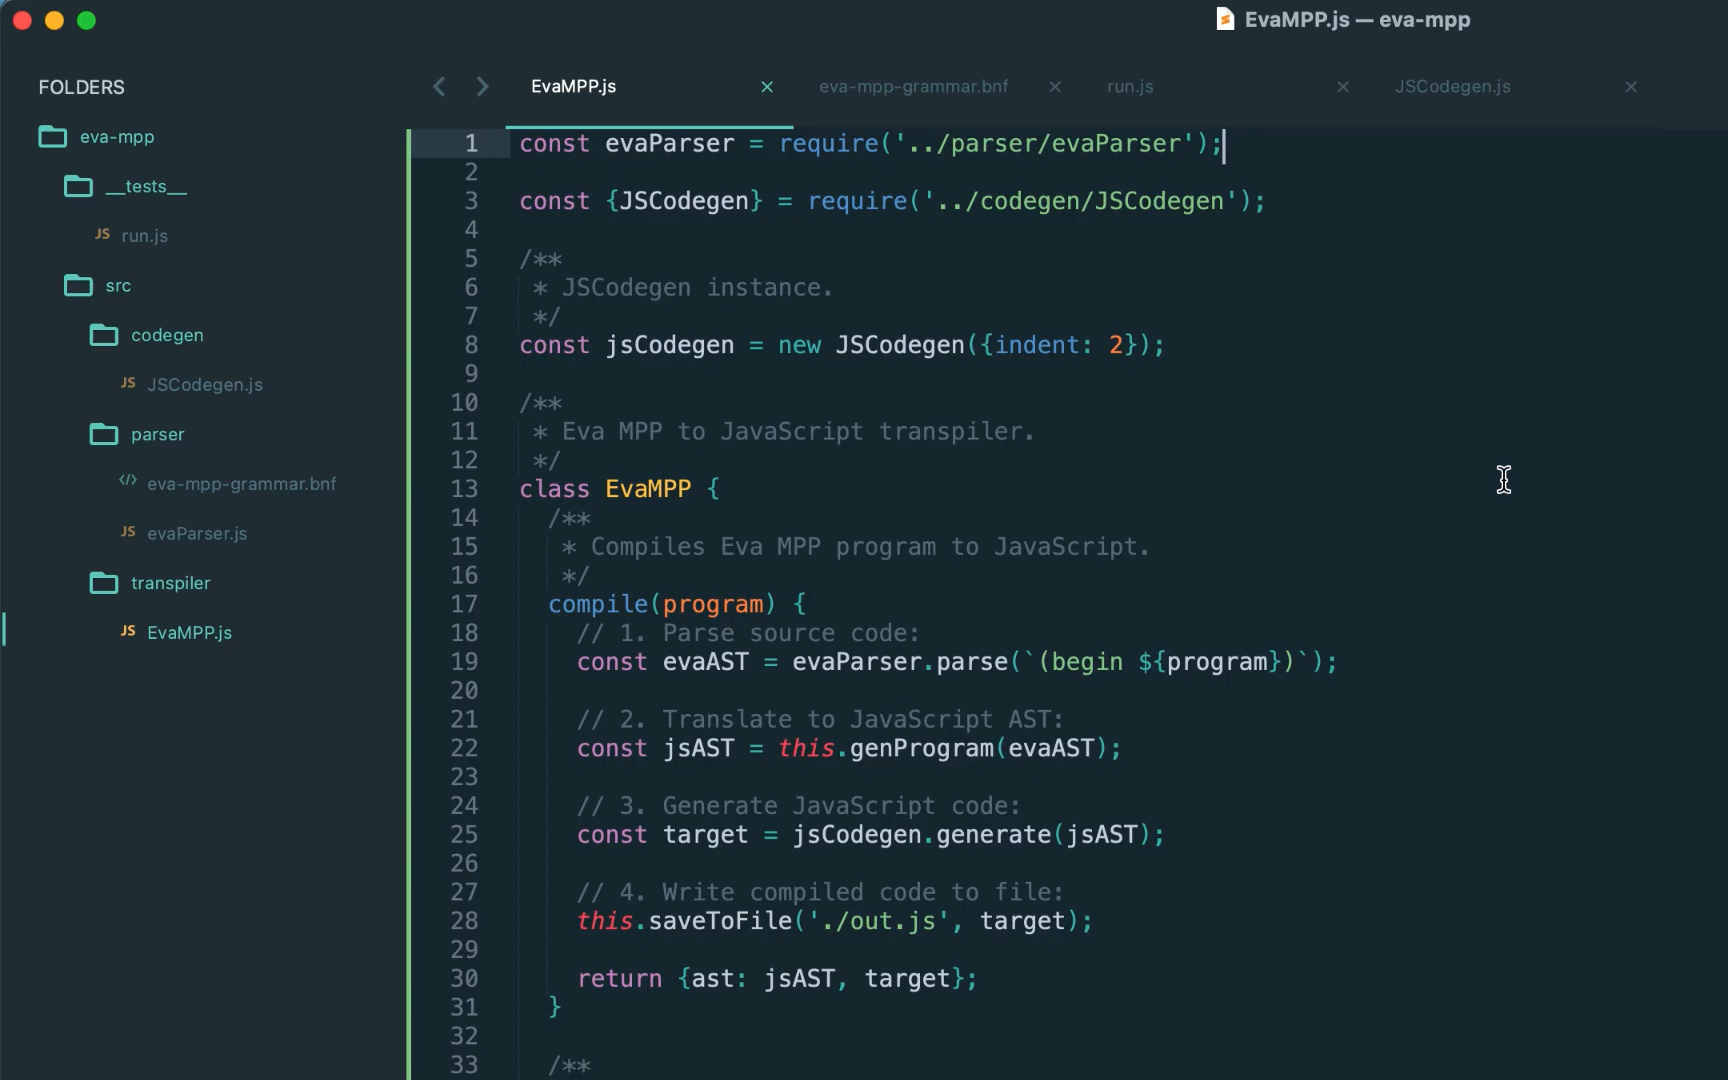 EvaMPP.js — eva-mpp
FOLDERS
eva-mpp
__tests__
JS run.js
src
codegen
JS JSCodegen.js
parser
</> eva-mpp-grammar.bnf
JS evaParser.js
transpiler
JS EvaMPP.js
EvaMPP.js × eva-mpp-grammar.bnf × run.js × JSCodegen.js ×
1 const evaParser = require('../parser/evaParser');
2
3 const {JSCodegen} = require('../codegen/JSCodegen');
4
5 /**
6 * JSCodegen instance.
7 */
8 const jsCodegen = new JSCodegen({indent: 2});
9
10 /**
11 * Eva MPP to JavaScript transpiler.
12 */
13 class EvaMPP {
14 /**
15 * Compiles Eva MPP program to JavaScript.
16 */
17 compile(program) {
18 // 1. Parse source code:
19 const evaAST = evaParser.parse(`(begin ${program})`);
20
21 // 2. Translate to JavaScript AST:
22 const jsAST = this.genProgram(evaAST);
23
24 // 3. Generate JavaScript code:
25 const target = jsCodegen.generate(jsAST);
26
27 // 4. Write compiled code to file:
28 this.saveToFile('./out.js', target);
29
30 return {ast: jsAST, target};
31 }
32
33 /**